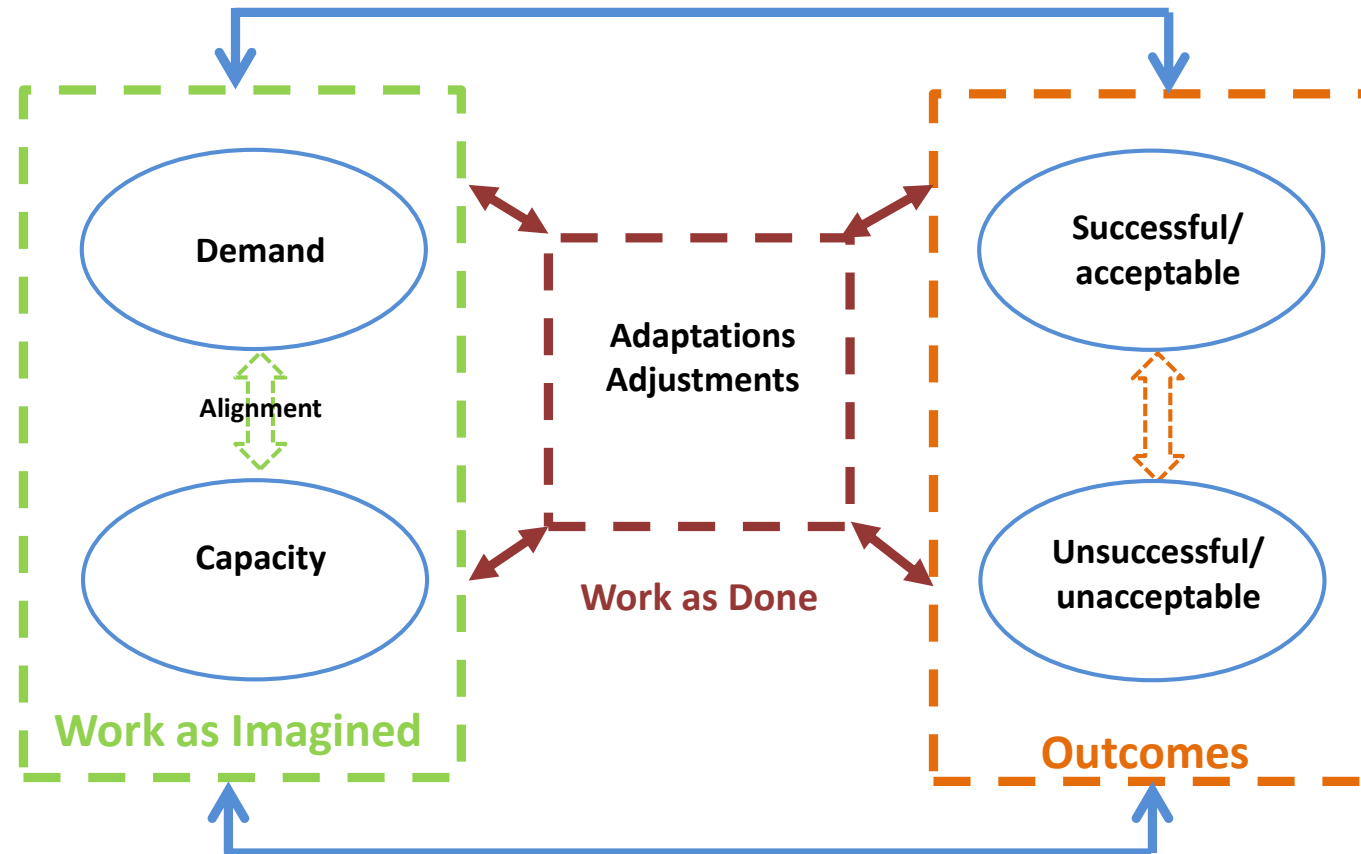 Demand
Alignment
Capacity
Work as Imagined
Adaptations
Adjustments
Work as Done
Successful/
acceptable
Unsuccessful/
unacceptable
Outcomes